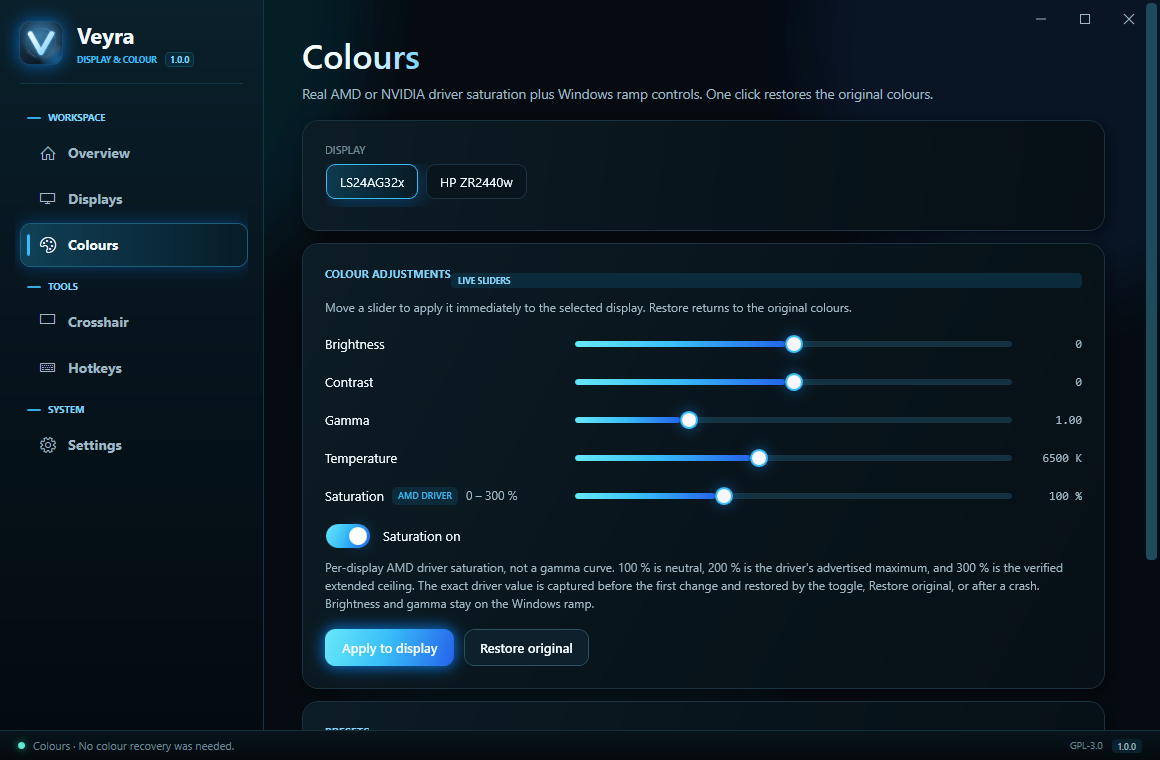 Veyra
DISPLAY & COLOUR 1.0.0
WORKSPACE
Overview
Displays
Colours
TOOLS
Crosshair
Hotkeys
SYSTEM
Settings
Colours
Real AMD or NVIDIA driver saturation plus Windows ramp controls. One click restores the original colours.
DISPLAY
LS24AG32x HP ZR2440w
COLOUR ADJUSTMENTS LIVE SLIDERS
Move a slider to apply it immediately to the selected display. Restore returns to the original colours.
Brightness 0
Contrast 0
Gamma 1.00
Temperature 6500 K
Saturation AMD DRIVER 0 – 300 % 100 %
Saturation on
Per-display AMD driver saturation, not a gamma curve. 100 % is neutral, 200 % is the driver's advertised maximum, and 300 % is the verified
extended ceiling. The exact driver value is captured before the first change and restored by the toggle, Restore original, or after a crash.
Brightness and gamma stay on the Windows ramp.
Apply to display Restore original
PRESETS
Colours · No colour recovery was needed. GPL-3.0 1.0.0